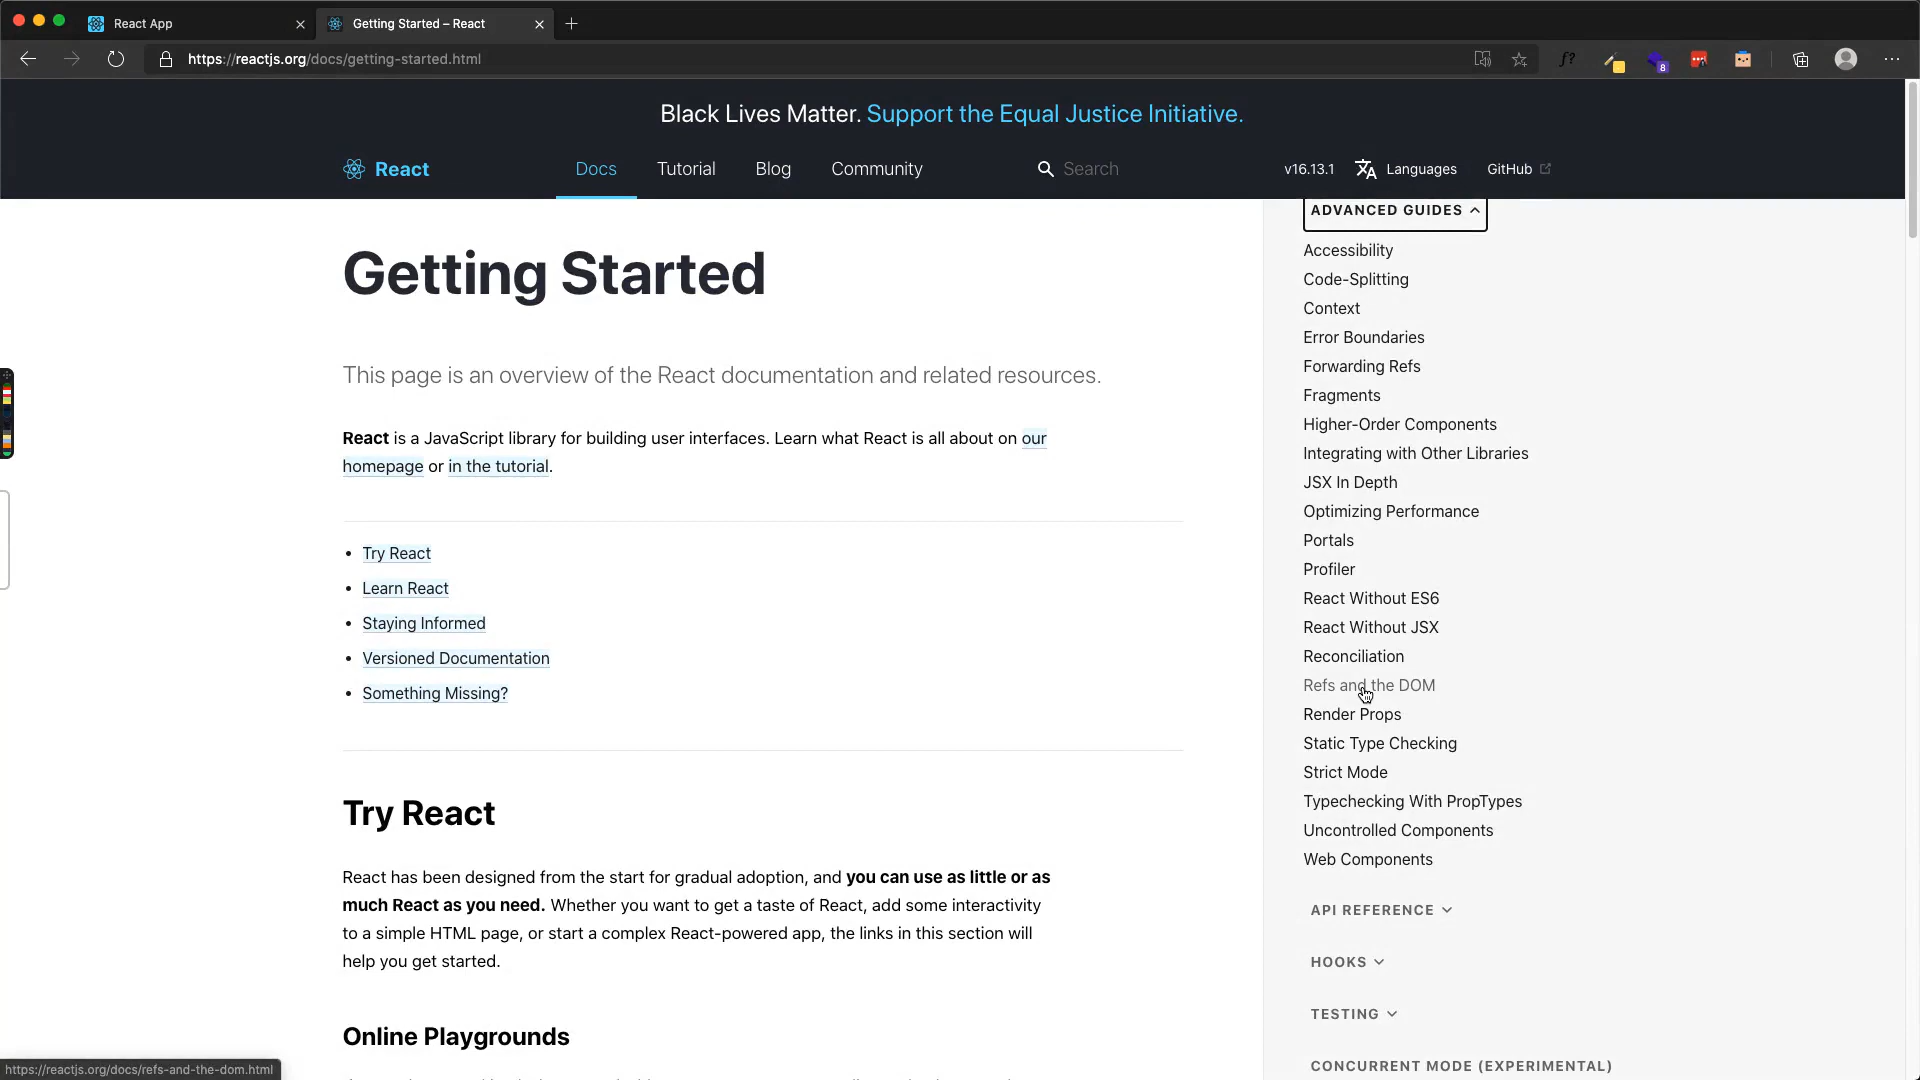 React App
Getting Started – React
https://reactjs.org/docs/getting-started.html
f?
8
Black Lives Matter. Support the Equal Justice Initiative.
React
Docs
Tutorial
Blog
Community
Search
v16.13.1
Languages
GitHub
Getting Started
This page is an overview of the React documentation and related resources.
React is a JavaScript library for building user interfaces. Learn what React is all about on our
homepage or in the tutorial.
• Try React
• Learn React
• Staying Informed
• Versioned Documentation
• Something Missing?
Try React
React has been designed from the start for gradual adoption, and you can use as little or as
much React as you need. Whether you want to get a taste of React, add some interactivity
to a simple HTML page, or start a complex React-powered app, the links in this section will
help you get started.
Online Playgrounds
ADVANCED GUIDES
Accessibility
Code-Splitting
Context
Error Boundaries
Forwarding Refs
Fragments
Higher-Order Components
Integrating with Other Libraries
JSX In Depth
Optimizing Performance
Portals
Profiler
React Without ES6
React Without JSX
Reconciliation
Refs and the DOM
Render Props
Static Type Checking
Strict Mode
Typechecking With PropTypes
Uncontrolled Components
Web Components
API REFERENCE
HOOKS
TESTING
CONCURRENT MODE (EXPERIMENTAL)
https://reactjs.org/docs/refs-and-the-dom.html